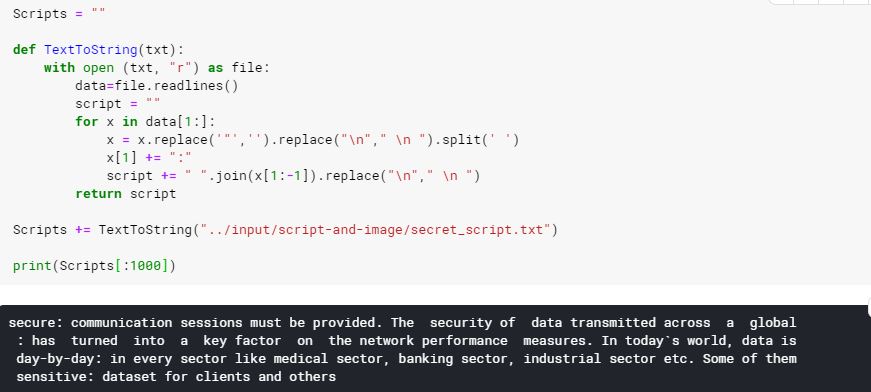 Scripts = ""
def TextToString(txt):
    with open (txt, "r") as file:
        data=file.readlines()
        script = ""
        for x in data[1:]:
            x = x.replace('"','').replace("\n"," \n ").split(' ')
            x[1] += ":"
            script += " ".join(x[1:-1]).replace("\n"," \n ")
        return script
Scripts += TextToString("../input/script-and-image/secret_script.txt")
print(Scripts[:1000])
secure: communication sessions must be provided. The  security of  data transmitted across  a  global
 : has  turned  into  a  key factor  on  the network performance  measures. In today`s world, data is
 day-by-day: in every sector like medical sector, banking sector, industrial sector etc. Some of them
 sensitive: dataset for clients and others